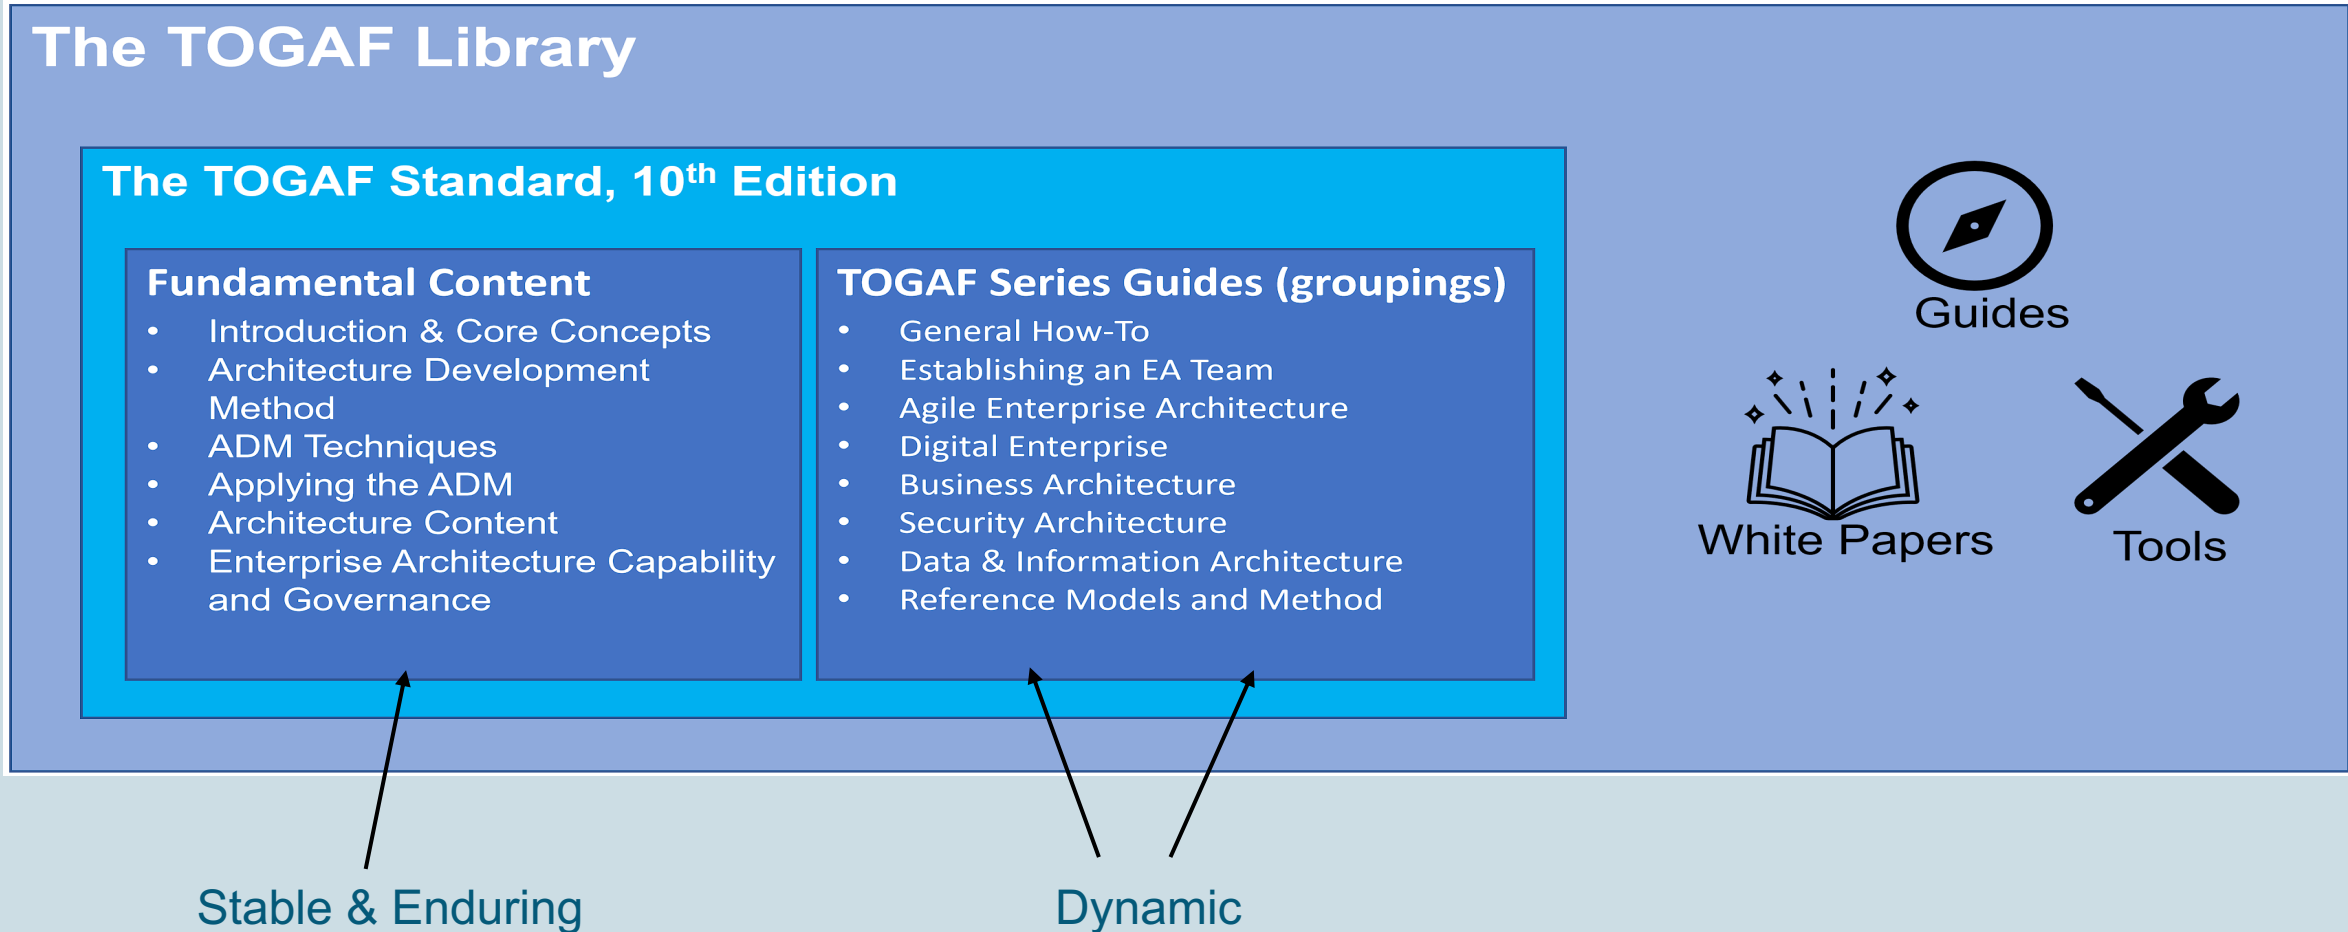 The TOGAF Library
The TOGAF Standard, 10th Edition
Fundamental Content
• Introduction & Core Concepts
• Architecture Development
Method
• ADM Techniques
• Applying the ADM
• Architecture Content
• Enterprise Architecture Capability
and Governance
TOGAF Series Guides (groupings)
• General How-To
• Establishing an EA Team
• Agile Enterprise Architecture
• Digital Enterprise
• Business Architecture
• Security Architecture
• Data & Information Architecture
• Reference Models and Method
Guides
White Papers
Tools
Stable & Enduring
Dynamic